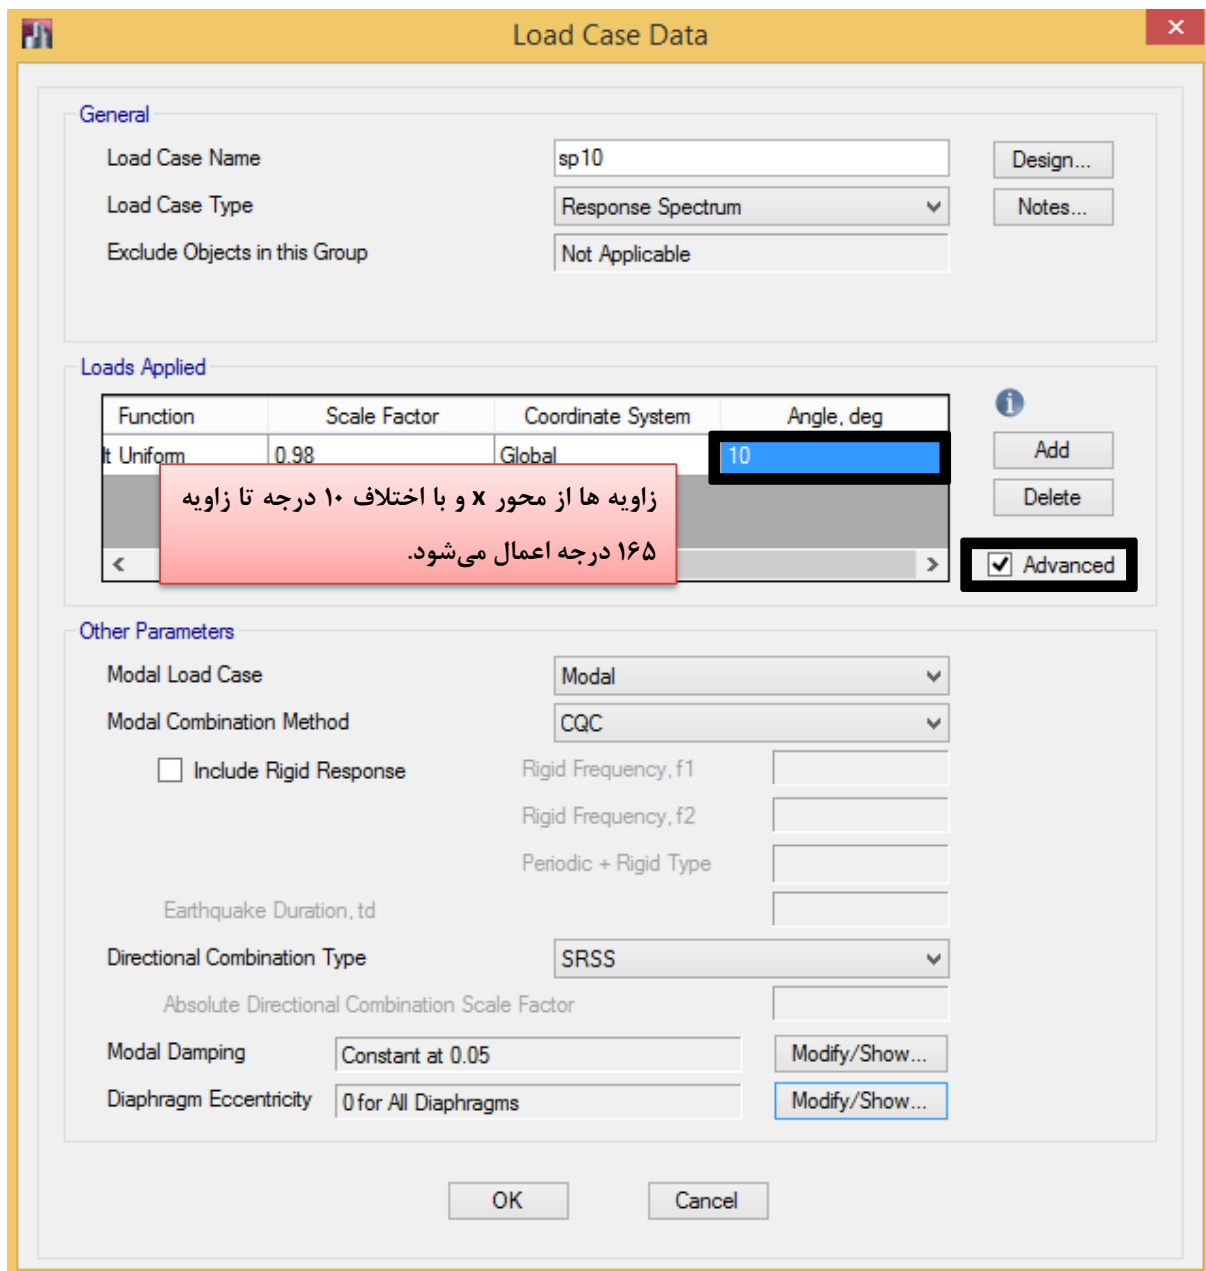 Load Case Data
General
Load Case Name sp10 Design...
Load Case Type Response Spectrum Notes...
Exclude Objects in this Group Not Applicable
Loads Applied
Function Scale Factor Coordinate System Angle, deg
lt Uniform 0.98 Global 10 Add
زاویه ها از محور x و با اختلاف ۱۰ درجه تا زاویه
Delete
۱۶۵ درجه اعمال می‌شود.
Advanced
Other Parameters
Modal Load Case Modal
Modal Combination Method CQC
Include Rigid Response Rigid Frequency, f1
Rigid Frequency, f2
Periodic + Rigid Type
Earthquake Duration, td
Directional Combination Type SRSS
Absolute Directional Combination Scale Factor
Modal Damping Constant at 0.05 Modify/Show...
Diaphragm Eccentricity 0 for All Diaphragms Modify/Show...
OK Cancel